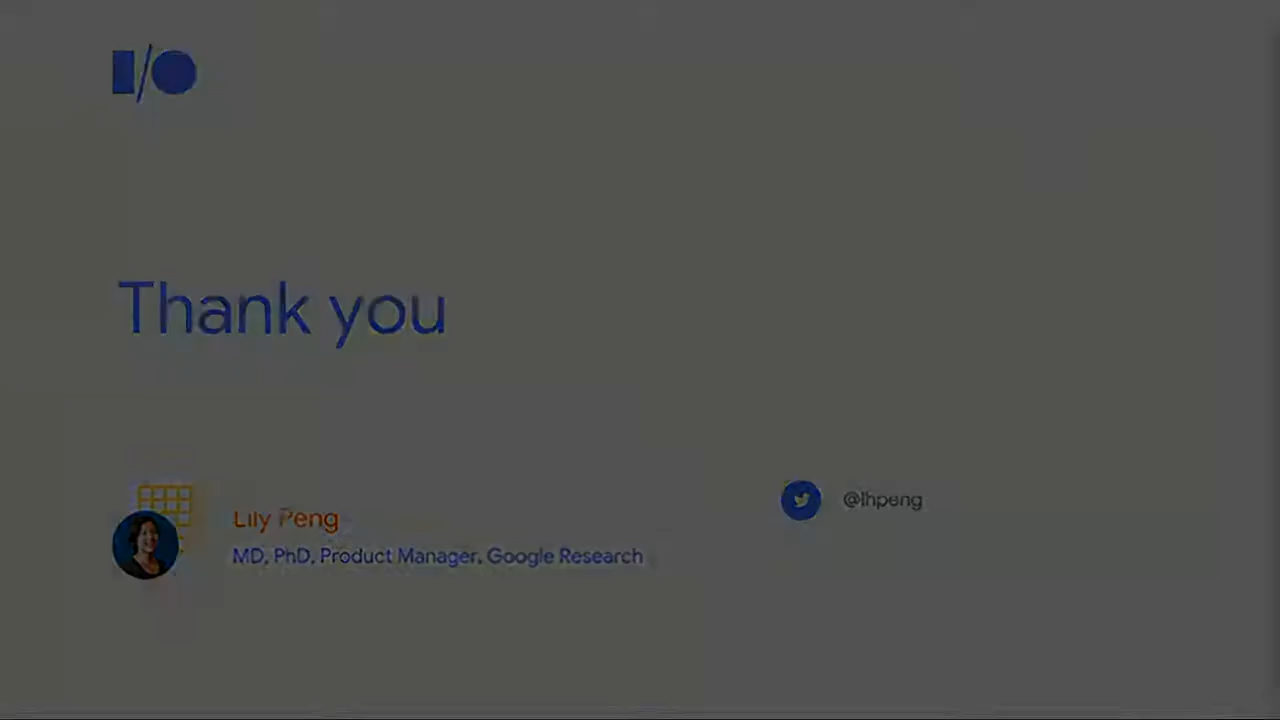 I/O
Thank you
Lily Peng
MD, PhD, Product Manager, Google Research
@lhpeng